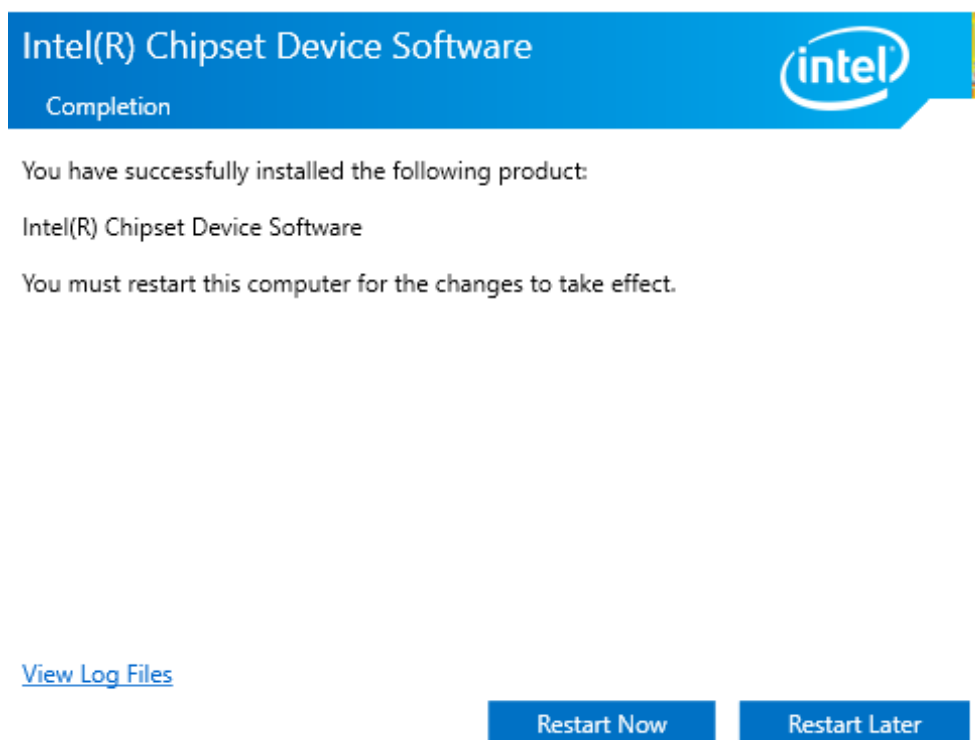 Intel(R) Chipset Device Software
intel
Completion
You have successfully installed the following product:
Intel(R) Chipset Device Software
You must restart this computer for the changes to take effect.
View Log Files
Restart Now
Restart Later